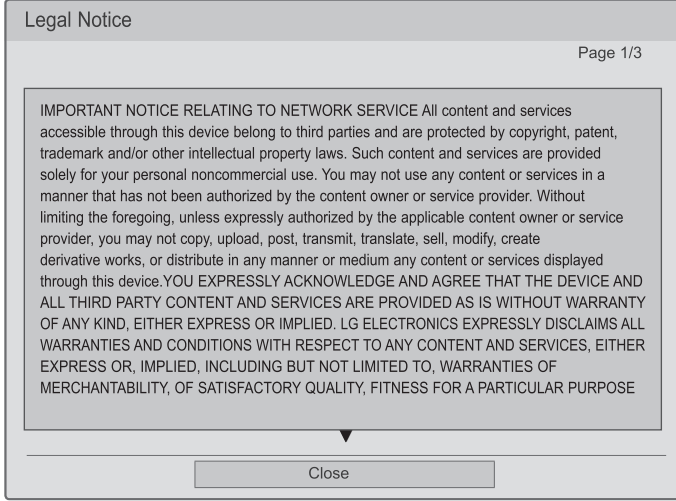 Legal Notice
Page 1/3
IMPORTANT NOTICE RELATING TO NETWORK SERVICE All content and services
accessible through this device belong to third parties and are protected by copyright, patent,
trademark and/or other intellectual property laws. Such content and services are provided
solely for your personal noncommercial use. You may not use any content or services in a
manner that has not been authorized by the content owner or service provider. Without
limiting the foregoing, unless expressly authorized by the applicable content owner or service
provider, you may not copy, upload, post, transmit, translate, sell, modify, create
derivative works, or distribute in any manner or medium any content or services displayed
through this device.YOU EXPRESSLY ACKNOWLEDGE AND AGREE THAT THE DEVICE AND
ALL THIRD PARTY CONTENT AND SERVICES ARE PROVIDED AS IS WITHOUT WARRANTY
OF ANY KIND, EITHER EXPRESS OR IMPLIED. LG ELECTRONICS EXPRESSLY DISCLAIMS ALL
WARRANTIES AND CONDITIONS WITH RESPECT TO ANY CONTENT AND SERVICES, EITHER
EXPRESS OR, IMPLIED, INCLUDING BUT NOT LIMITED TO, WARRANTIES OF
MERCHANTABILITY, OF SATISFACTORY QUALITY, FITNESS FOR A PARTICULAR PURPOSE
Close